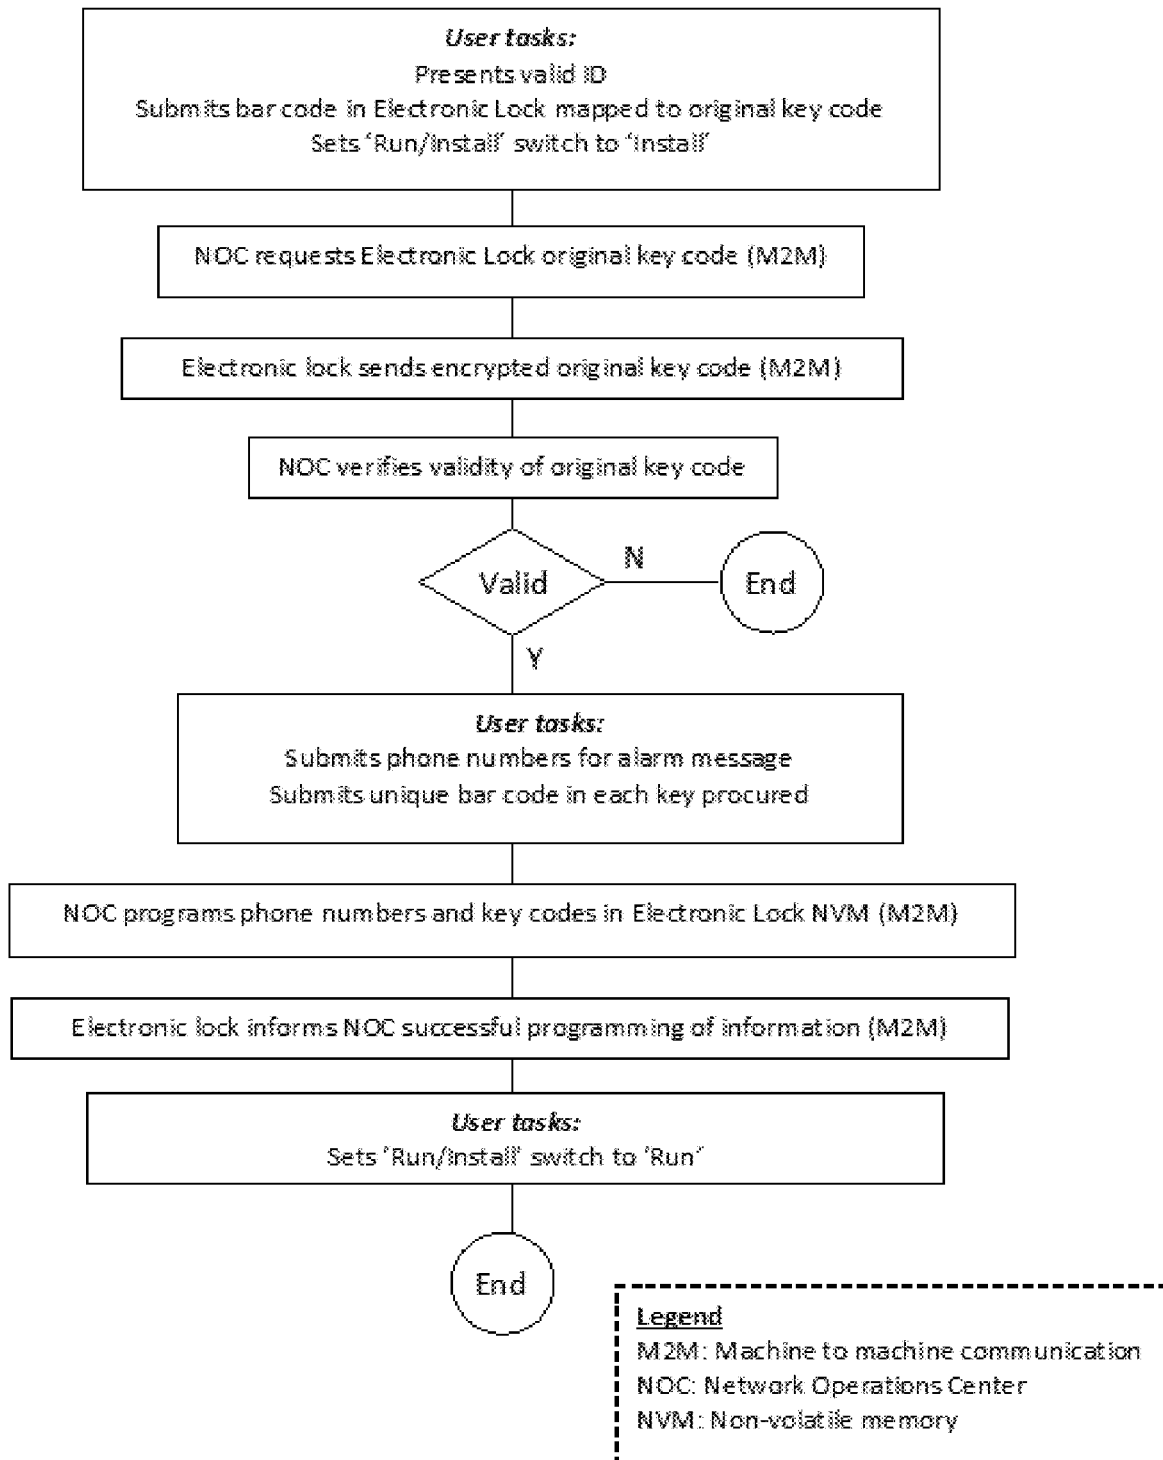 User tasks:
Presents valid ID
Submits bar code in Electronic Lock mapped to original key code
Sets ‘Run/Install’ switch to ‘Install’
NOC requests Electronic Lock original key code (M2M)
Electronic lock sends encrypted original key code (M2M)
NOC verifies validity of original key code
Valid
N
End
Y
User tasks:
Submits phone numbers for alarm message
Submits unique bar code in each key procured
NOC programs phone numbers and key codes in Electronic Lock NVM (M2M)
Electronic lock informs NOC successful programming of information (M2M)
User tasks:
Sets ‘Run/Install’ switch to ‘Run’
End
Legend
M2M: Machine to machine communication
NOC: Network Operations Center
NVM: Non-volatile memory